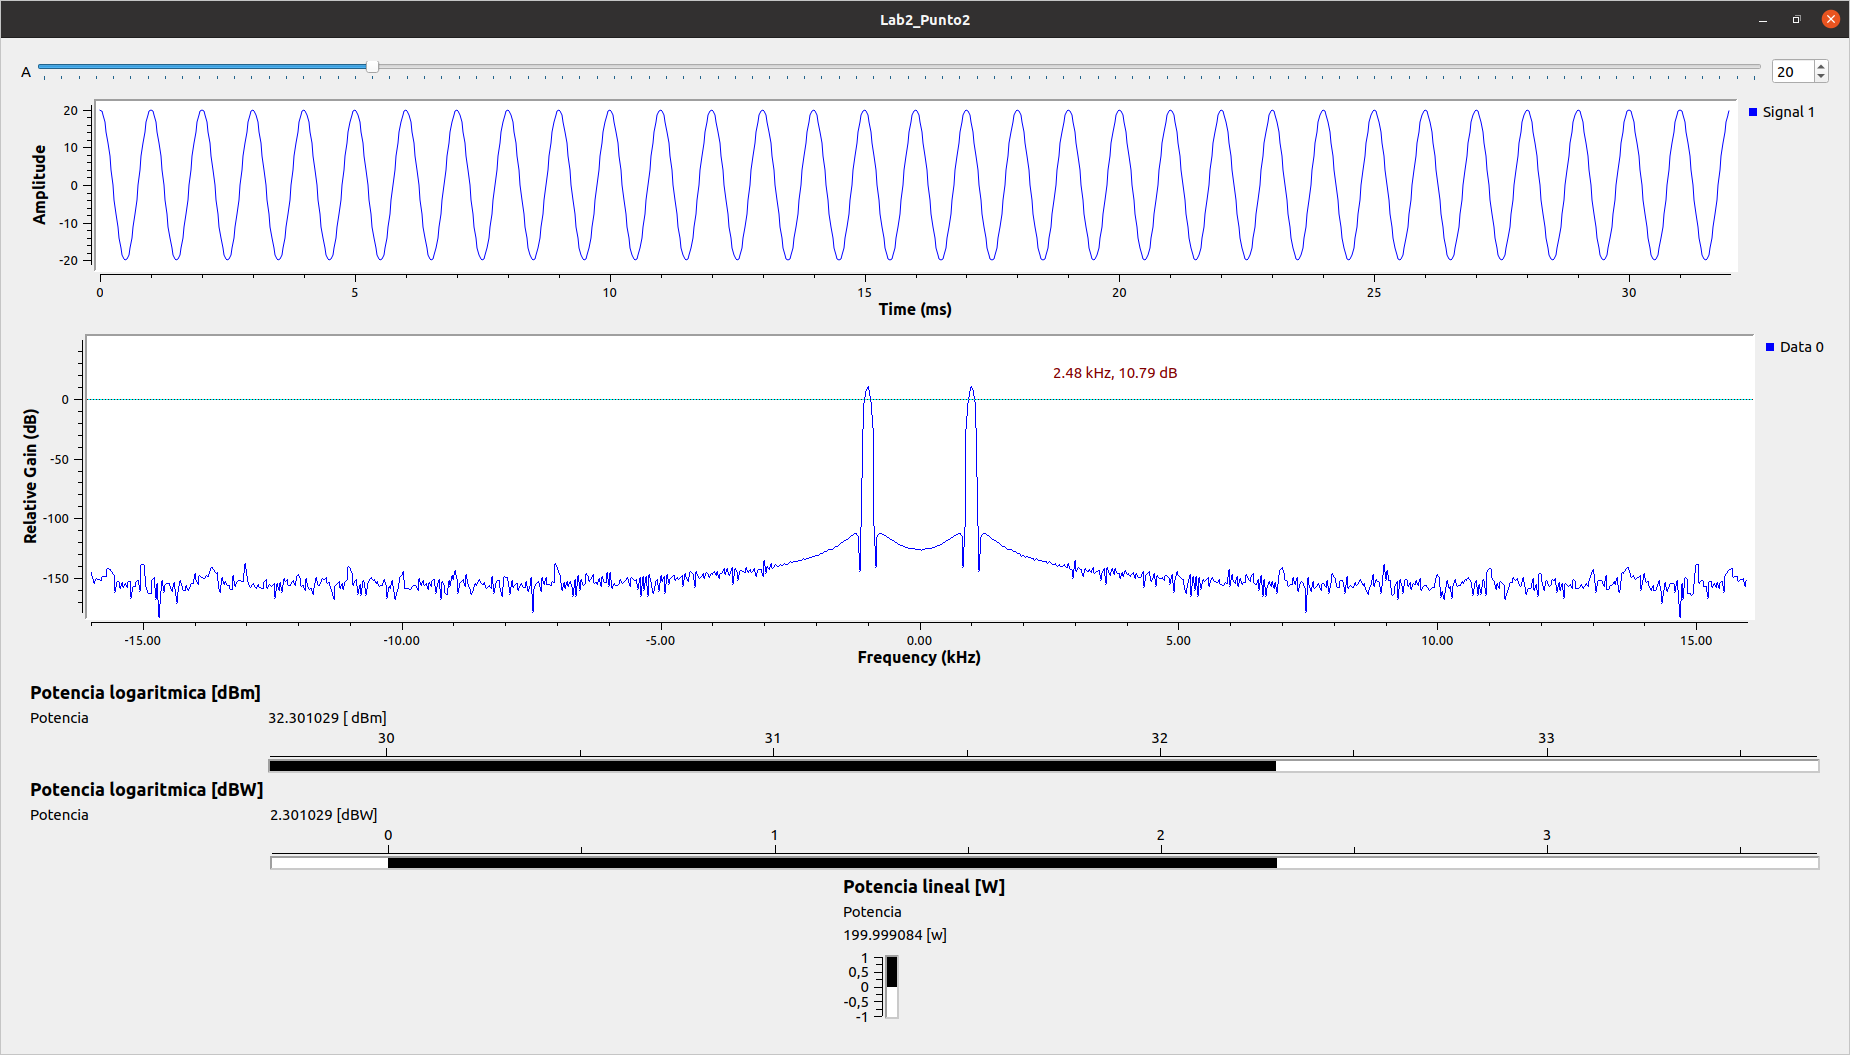 Lab2_Punto2
A
20
20
10
0
-10
-20
Amplitude
Signal 1
0 5 10 15 20 25 30
Time (ms)
Data 0
2.48 kHz, 10.79 dB
0
-50
-100
-150
Relative Gain (dB)
-15.00 -10.00 -5.00 0.00 5.00 10.00 15.00
Frequency (kHz)
Potencia logaritmica [dBm]
Potencia 32.301029 [ dBm]
30 31 32 33
Potencia logaritmica [dBW]
Potencia 2.301029 [dBW]
0 1 2 3
Potencia lineal [W]
Potencia
199.999084 [w]
1
0,5
0
-0,5
-1